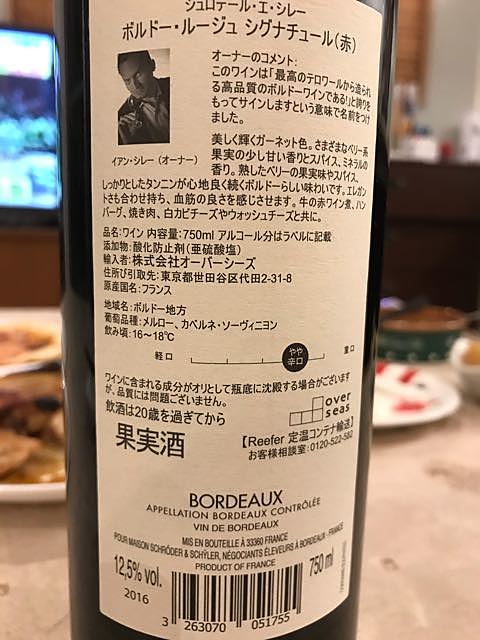 シュロテール・エ・シレー
ボルドー・ルージュ シグナチュール(赤)
オーナーのコメント:
このワインは「最高のテロワールから造られ
る高品質のボルドーワインである!」と誇りを
もってサインしますという意味で名前をつけ
ました。
美しく輝くガーネット色。さまざまなベリー系
果実の少し甘い香りとスパイス、ミネラルの
香り。熟したベリーの果実味やスパイス、
イアン・シレー(オーナー)
しっかりとしたタンニンが心地良く続くボルドーらしい味わいです。エレガン
トさも合わせ持ち、血筋の良さを感じさせます。牛の赤ワイン煮、ハン
バーグ、焼き肉、白カビチーズやウォッシュチーズと共に。
品名:ワイン 内容量:750ml アルコール分はラベルに記載
添加物:酸化防止剤(亜硫酸塩)
輸入者:株式会社オーバーシーズ
住所び引取先:東京都世田谷区代田2-31-8
原産国名:フランス
地域名:ボルドー地方
葡萄品種:メルロー、カベルネ・ソーヴィニヨン
飲み頃:16～18℃
軽口 やや辛口 重口
ワインに含まれる成分がオリとして瓶底に沈殿する場合がございます
が、品質には問題ございません。
飲酒は20歳を過ぎてから
over
seas
果実酒
【Reefer 定温コンテナ輸送】
お客様相談室:0120-522-582
BORDEAUX
APPELLATION BORDEAUX CONTRÔLÉE
VIN DE BORDEAUX
MIS EN BOUTEILLE À 33360 FRANCE
POUR MAISON SCHRÖDER & SCHŸLER, NÉGOCIANTS ÉLEVEURS À BORDEAUX - FRANCE
PRODUCT OF FRANCE
12,5% vol.
750 ml
2016
3 263070 051755